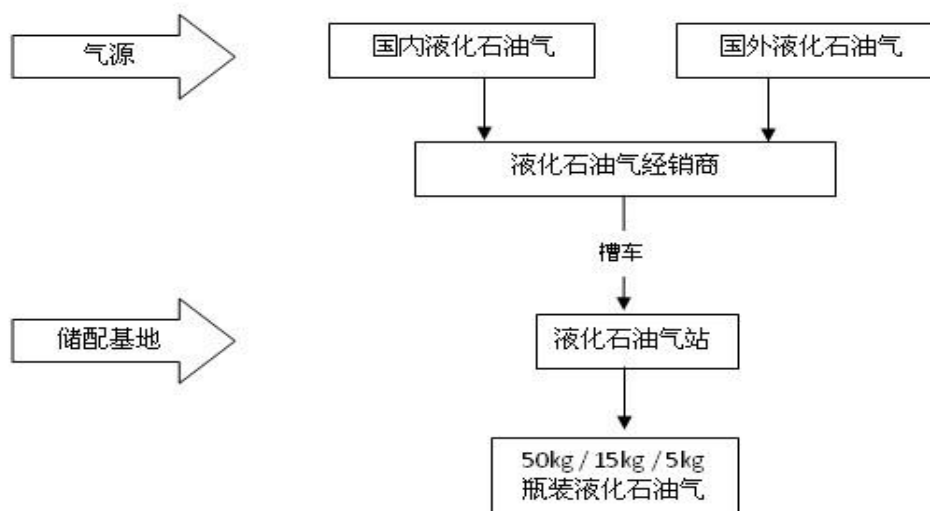 气源
国内液化石油气
国外液化石油气
液化石油气经销商
槽车
储配基地
液化石油气站
50kg / 15kg / 5kg
瓶装液化石油气